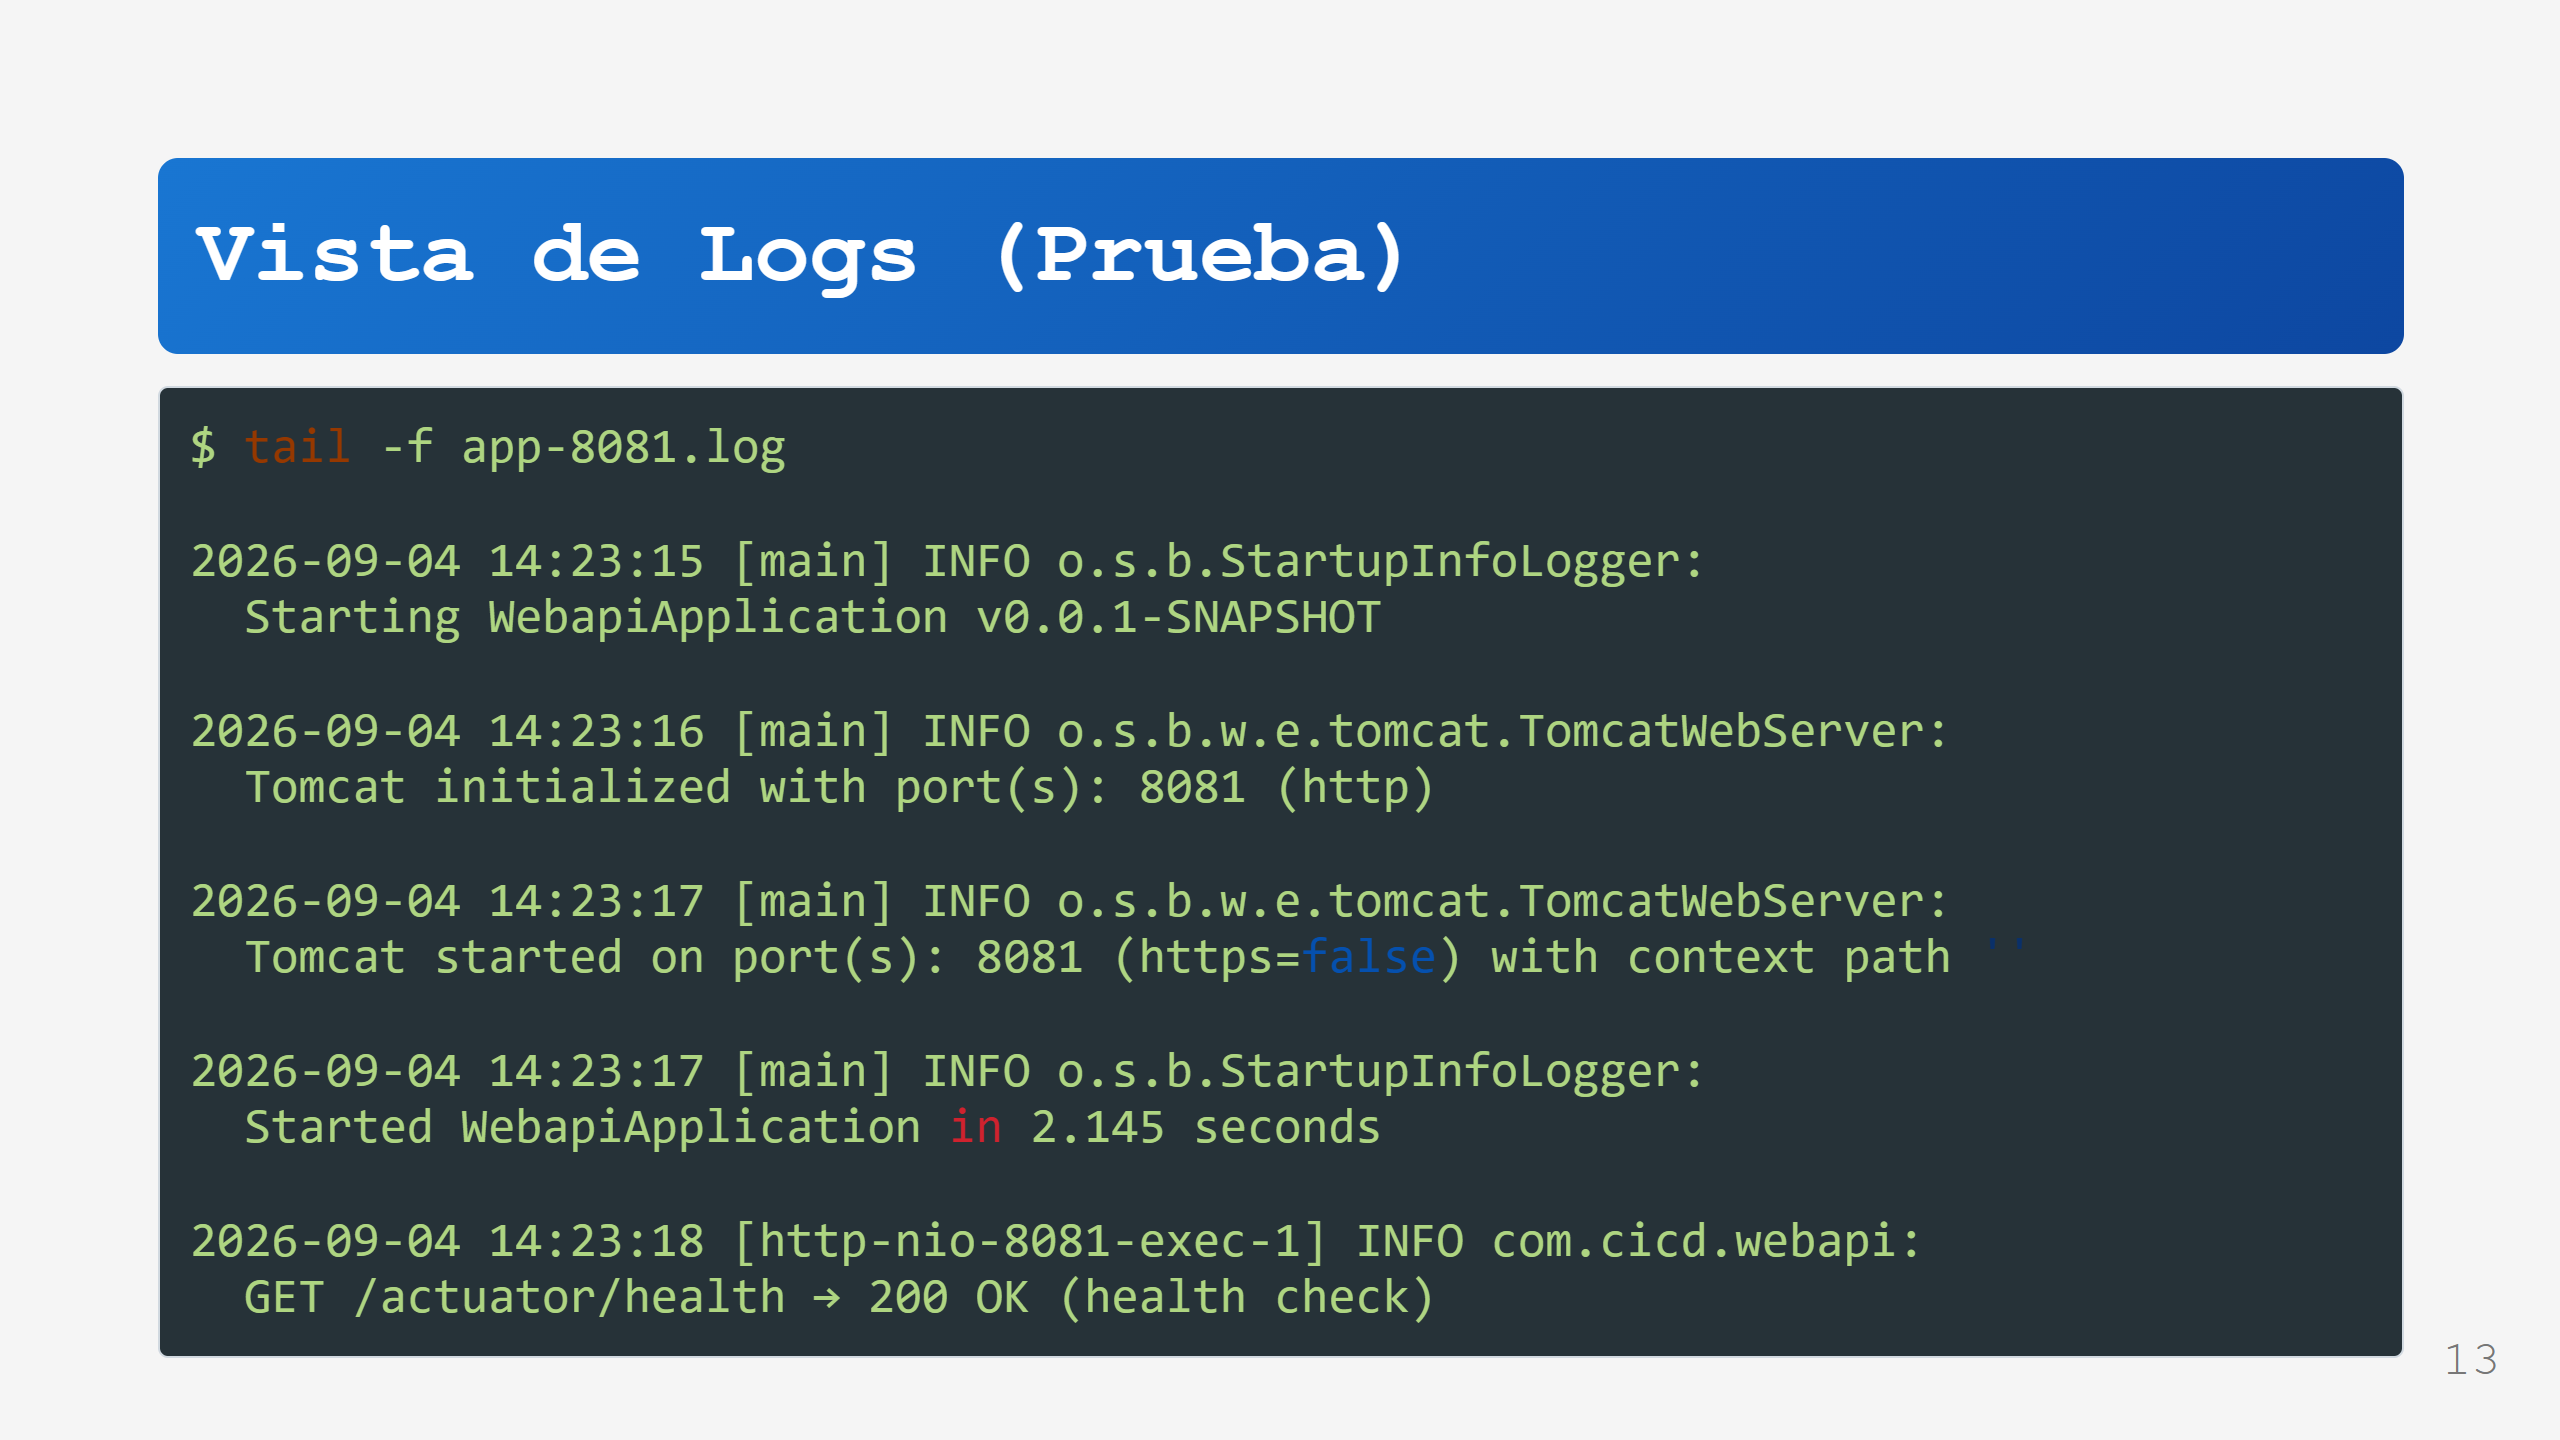 Vista de Logs (Prueba)
$ tail -f app-8081.log
2026-09-04 14:23:15 [main] INFO o.s.b.StartupInfoLogger:
  Starting WebapiApplication v0.0.1-SNAPSHOT
2026-09-04 14:23:16 [main] INFO o.s.b.w.e.tomcat.TomcatWebServer:
  Tomcat initialized with port(s): 8081 (http)
2026-09-04 14:23:17 [main] INFO o.s.b.w.e.tomcat.TomcatWebServer:
  Tomcat started on port(s): 8081 (https=false) with context path ''
2026-09-04 14:23:17 [main] INFO o.s.b.StartupInfoLogger:
  Started WebapiApplication in 2.145 seconds
2026-09-04 14:23:18 [http-nio-8081-exec-1] INFO com.cicd.webapi:
  GET /actuator/health → 200 OK (health check)
13